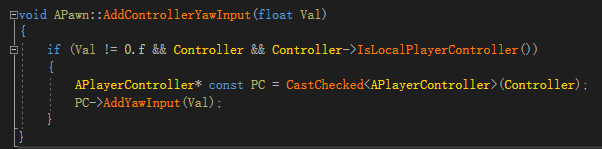 void APawn::AddControllerYawInput(float Val)
{
if (Val != 0.f && Controller && Controller->IsLocalPlayerController())
{
APlayerController* const PC = CastChecked<APlayerController>(Controller);
PC->AddYawInput(Val);
}
}